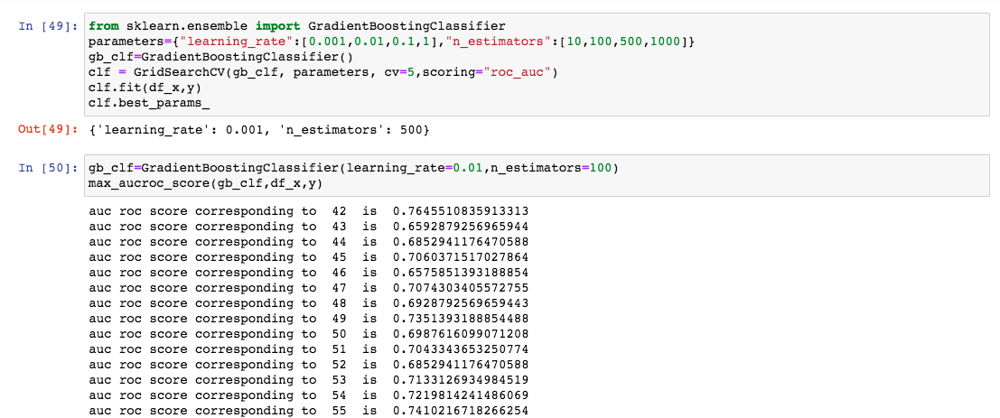 In [49]: from sklearn.ensemble import GradientBoostingClassifier
parameters={"learning_rate":[0.001,0.01,0.1,1],"n_estimators":[10,100,500,1000]}
gb_clf=GradientBoostingClassifier()
clf = GridSearchCV(gb_clf, parameters, cv=5,scoring="roc_auc")
clf.fit(df_x,y)
clf.best_params_
Out[49]: {'learning_rate': 0.001, 'n_estimators': 500}
In [50]: gb_clf=GradientBoostingClassifier(learning_rate=0.01,n_estimators=100)
max_aucroc_score(gb_clf,df_x,y)
auc roc score corresponding to  42  is  0.7645510835913313
auc roc score corresponding to  43  is  0.6592879256965944
auc roc score corresponding to  44  is  0.6852941176470588
auc roc score corresponding to  45  is  0.7060371517027864
auc roc score corresponding to  46  is  0.6575851393188854
auc roc score corresponding to  47  is  0.7074303405572755
auc roc score corresponding to  48  is  0.6928792569659443
auc roc score corresponding to  49  is  0.7351393188854488
auc roc score corresponding to  50  is  0.6987616099071208
auc roc score corresponding to  51  is  0.7043343653250774
auc roc score corresponding to  52  is  0.6852941176470588
auc roc score corresponding to  53  is  0.7133126934984519
auc roc score corresponding to  54  is  0.7219814241486069
auc roc score corresponding to  55  is  0.7410216718266254